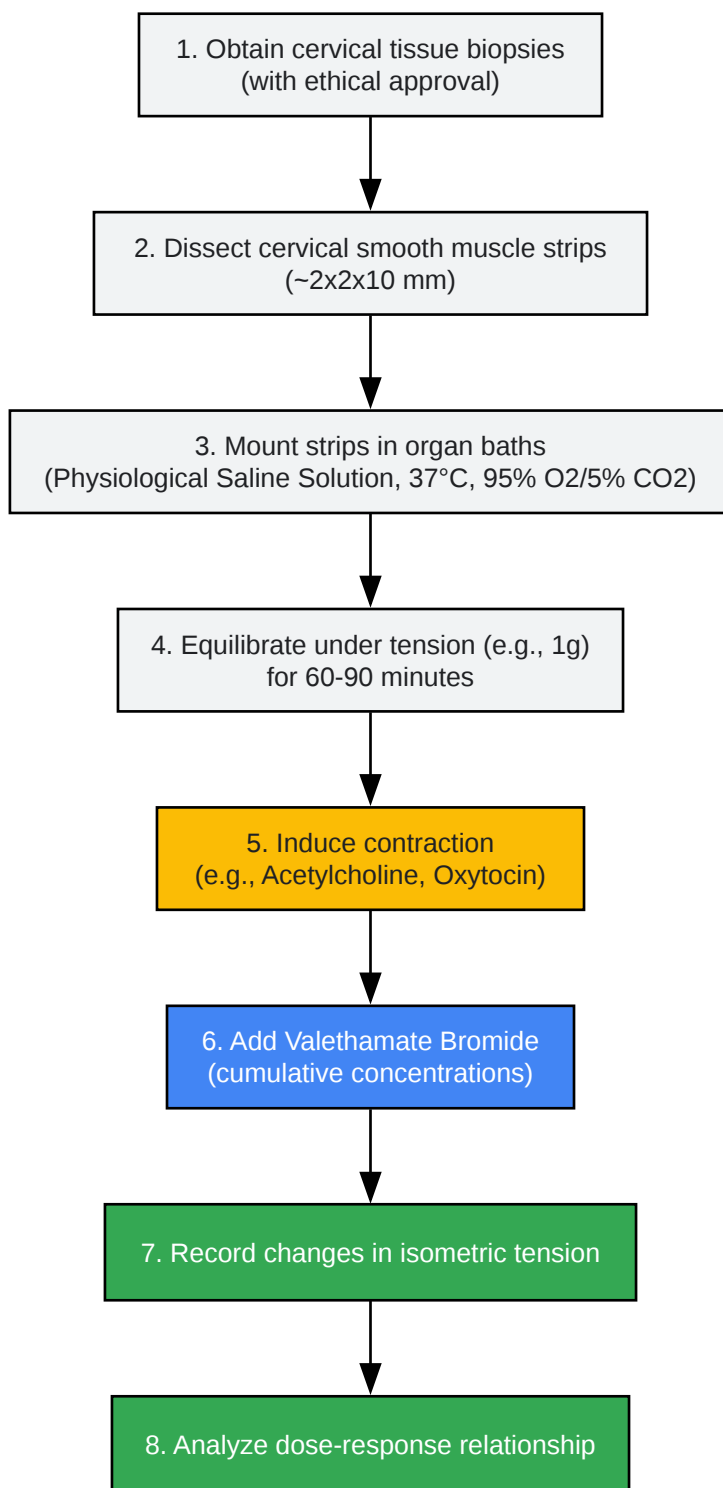 1. Obtain cervical tissue biopsies
(with ethical approval)
2. Dissect cervical smooth muscle strips
(~2x2x10 mm)
3. Mount strips in organ baths
(Physiological Saline Solution, 37°C, 95% O2/5% CO2)
4. Equilibrate under tension (e.g., 1g)
for 60-90 minutes
5. Induce contraction
(e.g., Acetylcholine, Oxytocin)
6. Add Valethamate Bromide
(cumulative concentrations)
7. Record changes in isometric tension
8. Analyze dose-response relationship